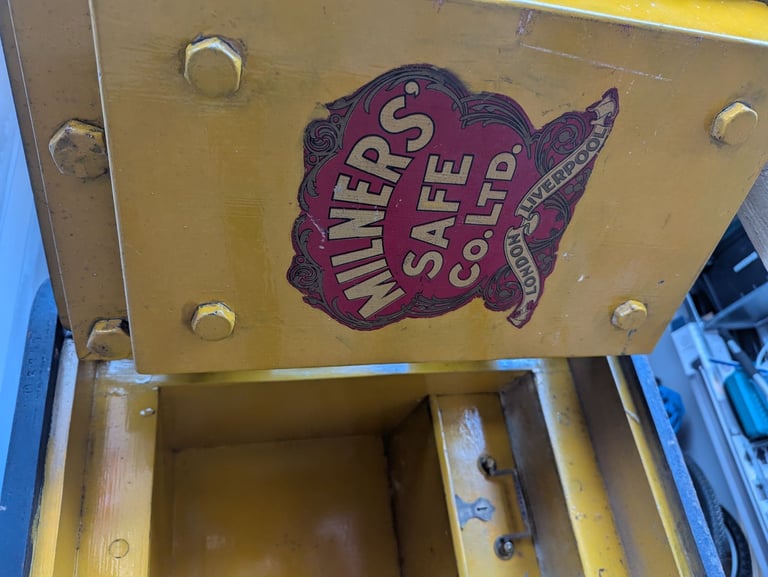 MILNERS'
SAFE
CO. LTD.
LONDON
LIVERPOOL